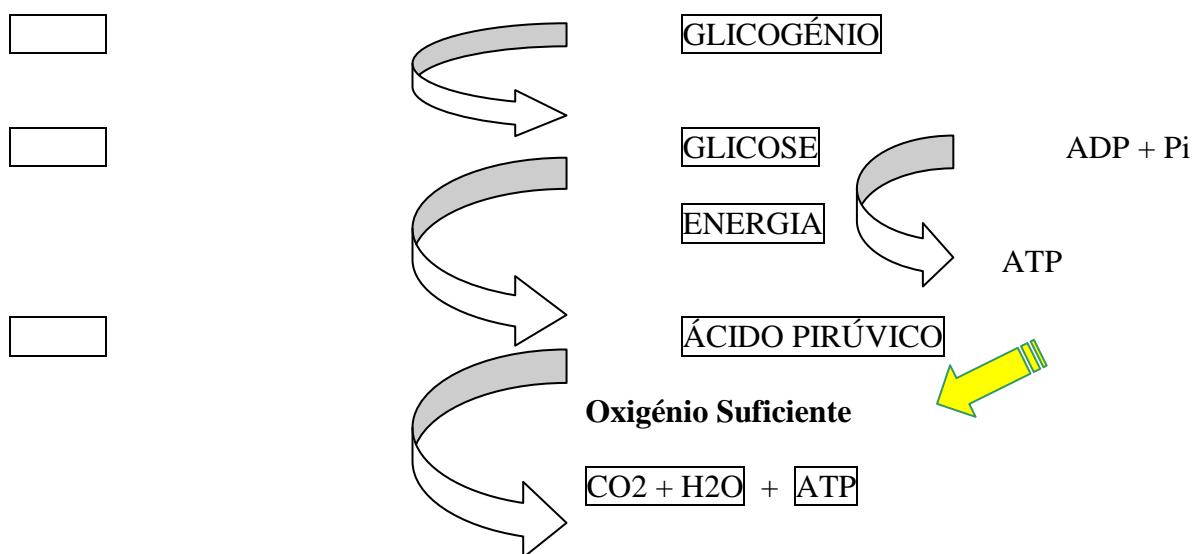 GLICOGÉNIO
GLICOSE ADP + Pi
ENERGIA
ATP
ÁCIDO PIRÚVICO
Oxigénio Suficiente
CO2 + H2O + ATP